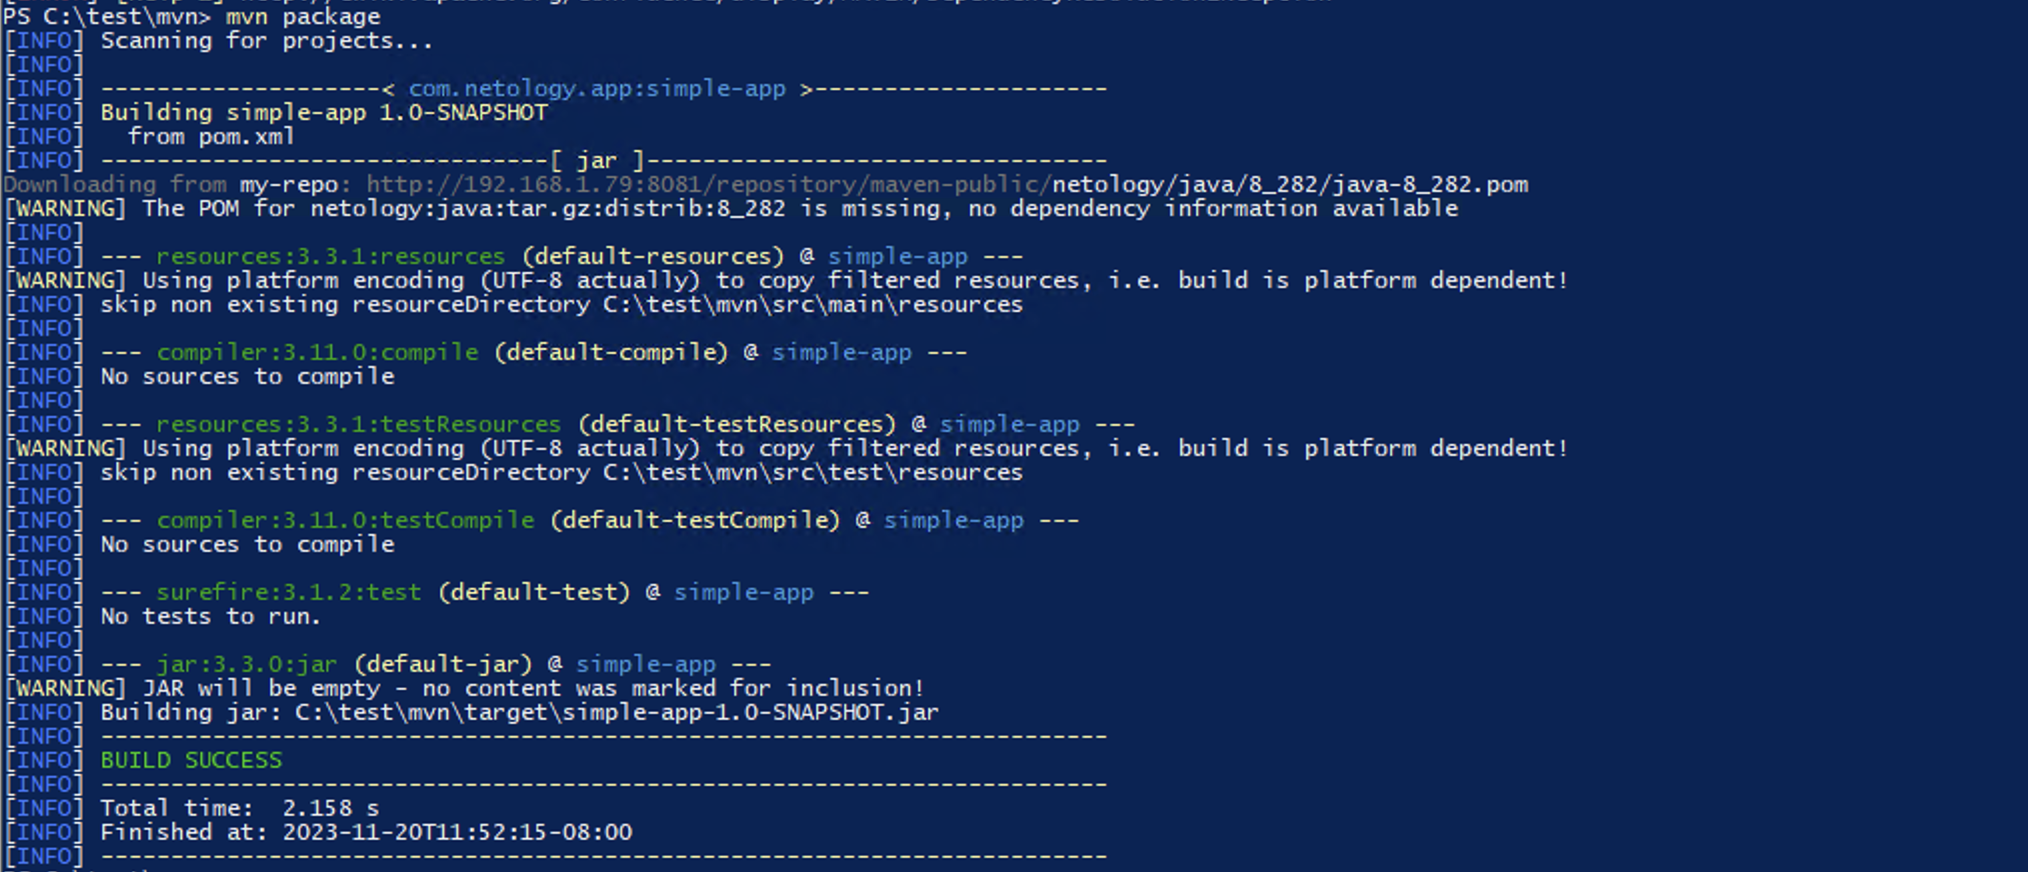 PS C:\test\mvn> mvn package
[INFO] Scanning for projects...
[INFO]
[INFO] ---------------------< com.netology.app:simple-app >---------------------
[INFO] Building simple-app 1.0-SNAPSHOT
[INFO]   from pom.xml
[INFO] --------------------------------[ jar ]---------------------------------
Downloading from my-repo: http://192.168.1.79:8081/repository/maven-public/netology/java/8_282/java-8_282.pom
[WARNING] The POM for netology:java:tar.gz:distrib:8_282 is missing, no dependency information available
[INFO]
[INFO] --- resources:3.3.1:resources (default-resources) @ simple-app ---
[WARNING] Using platform encoding (UTF-8 actually) to copy filtered resources, i.e. build is platform dependent!
[INFO] skip non existing resourceDirectory C:\test\mvn\src\main\resources
[INFO]
[INFO] --- compiler:3.11.0:compile (default-compile) @ simple-app ---
[INFO] No sources to compile
[INFO]
[INFO] --- resources:3.3.1:testResources (default-testResources) @ simple-app ---
[WARNING] Using platform encoding (UTF-8 actually) to copy filtered resources, i.e. build is platform dependent!
[INFO] skip non existing resourceDirectory C:\test\mvn\src\test\resources
[INFO]
[INFO] --- compiler:3.11.0:testCompile (default-testCompile) @ simple-app ---
[INFO] No sources to compile
[INFO]
[INFO] --- surefire:3.1.2:test (default-test) @ simple-app ---
[INFO] No tests to run.
[INFO]
[INFO] --- jar:3.3.0:jar (default-jar) @ simple-app ---
[WARNING] JAR will be empty - no content was marked for inclusion!
[INFO] Building jar: C:\test\mvn\target\simple-app-1.0-SNAPSHOT.jar
[INFO] ------------------------------------------------------------------------
[INFO] BUILD SUCCESS
[INFO] ------------------------------------------------------------------------
[INFO] Total time:  2.158 s
[INFO] Finished at: 2023-11-20T11:52:15-08:00
[INFO] ------------------------------------------------------------------------